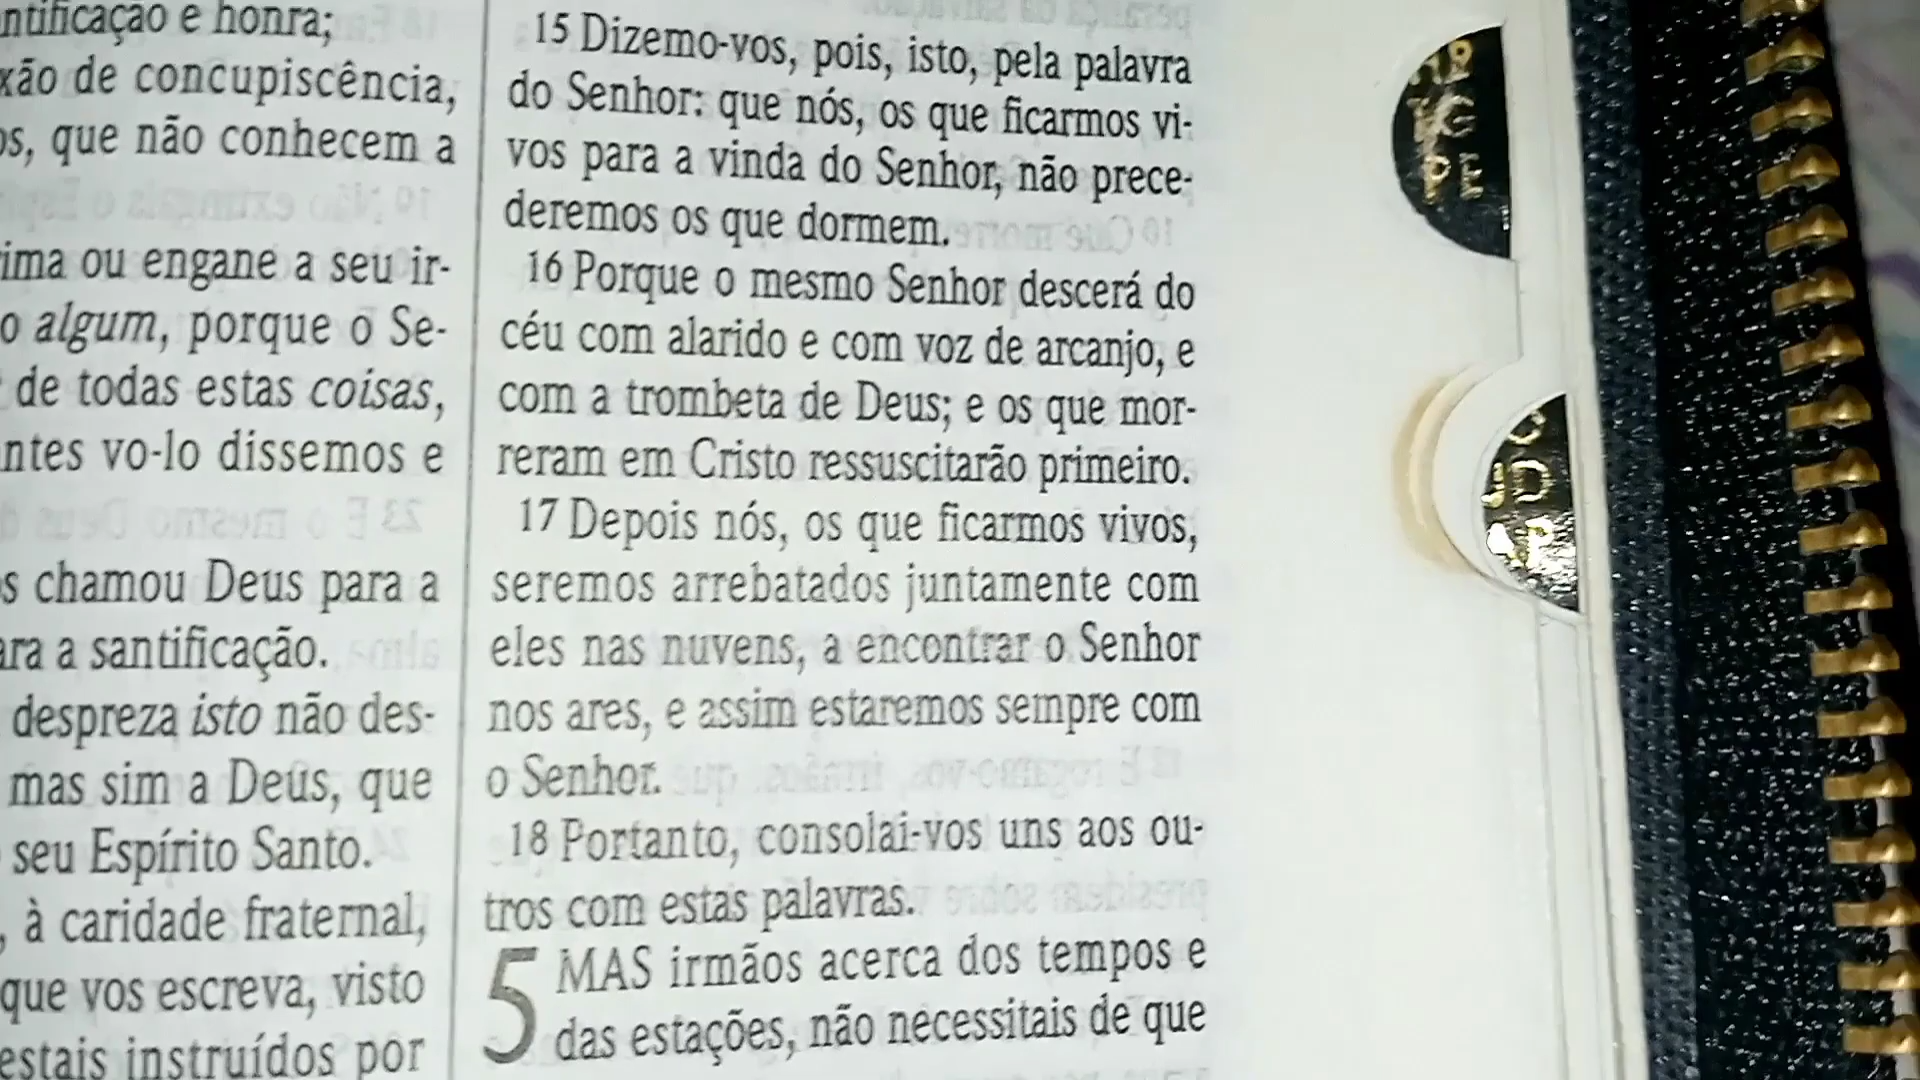 ntificação e honra;
xão de concupiscência,
os, que não conhecem a
ima ou engane a seu ir-
o algum, porque o Se-
de todas estas coisas,
ntes vo-lo dissemos e
s chamou Deus para a
ara a santificação.
despreza isto não des-
mas sim a Deus, que
seu Espírito Santo.
, à caridade fraternal,
que vos escreva, visto
estais instruídos por
15 Dizemo-vos, pois, isto, pela palavra
do Senhor: que nós, os que ficarmos vi-
vos para a vinda do Senhor, não prece-
deremos os que dormem.
16 Porque o mesmo Senhor descerá do
céu com alarido e com voz de arcanjo, e
com a trombeta de Deus; e os que mor-
reram em Cristo ressuscitarão primeiro.
17 Depois nós, os que ficarmos vivos,
seremos arrebatados juntamente com
eles nas nuvens, a encontrar o Senhor
nos ares, e assim estaremos sempre com
o Senhor.
18 Portanto, consolai-vos uns aos ou-
tros com estas palavras.
5 MAS irmãos acerca dos tempos e
das estações, não necessitais de que
TG
PE
JD
AP